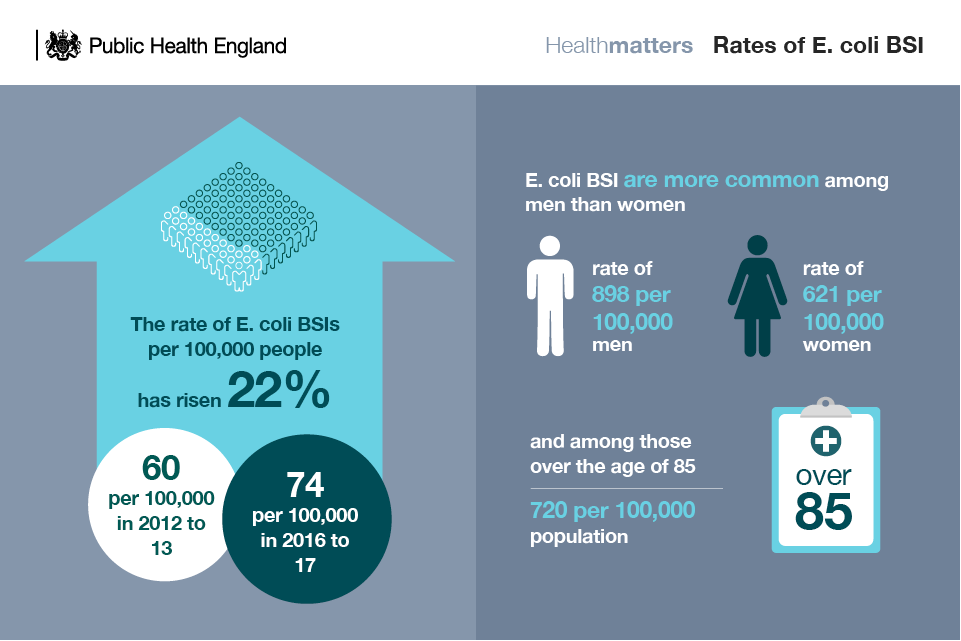 Public Health England
Healthmatters Rates of E. coli BSI
The rate of E. coli BSIs
per 100,000 people
has risen 22%
60
per 100,000
in 2012 to
13
74
per 100,000
in 2016 to
17
E. coli BSI are more common among
men than women
rate of
898 per
100,000
men
rate of
621 per
100,000
women
and among those
over the age of 85
720 per 100,000
population
over
85